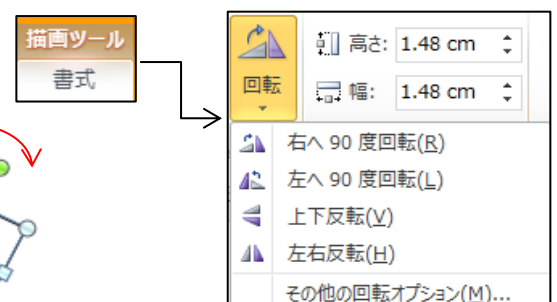 描画ツール
書式
回転
高さ: 1.48 cm
幅: 1.48 cm
右へ 90 度回転(R)
左へ 90 度回転(L)
上下反転(V)
左右反転(H)
その他の回転オプション(M)...